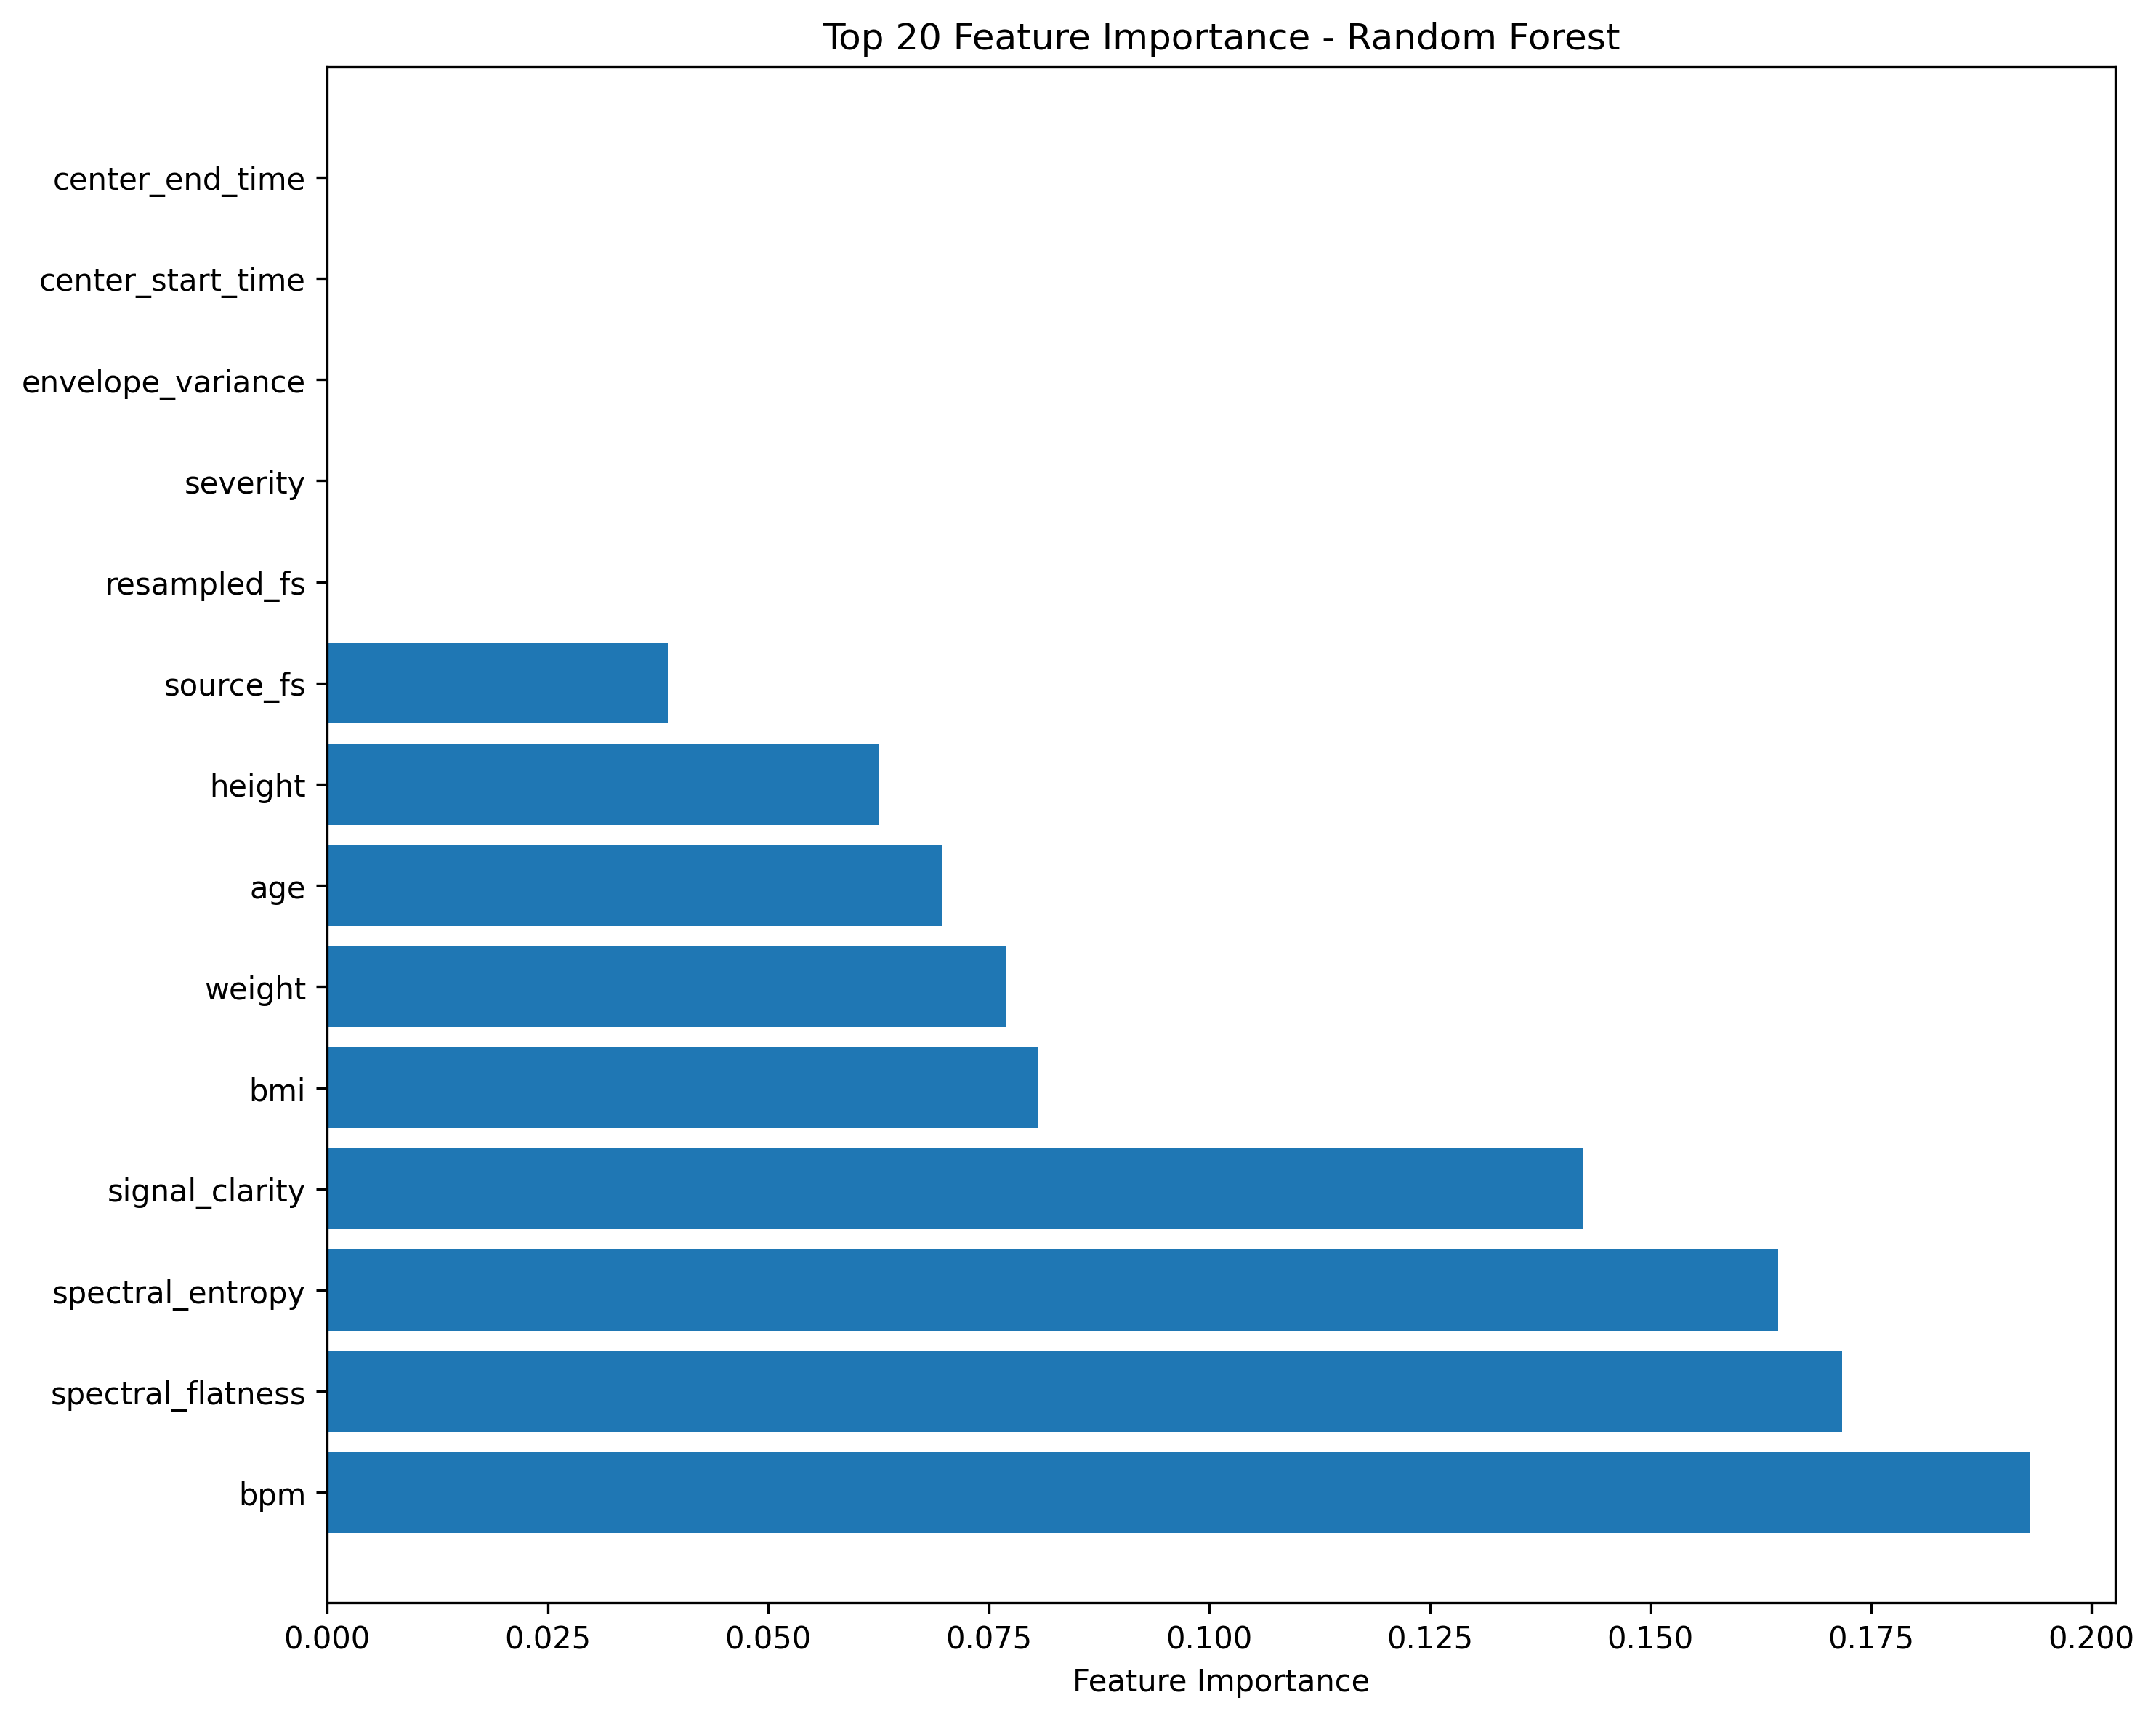 Top 20 Feature Importance - Random Forest
center_end_time
center_start_time
envelope_variance
severity
resampled_fs
source_fs
height
age
weight
bmi
signal_clarity
spectral_entropy
spectral_flatness
bpm
0.000 0.025 0.050 0.075 0.100 0.125 0.150 0.175 0.200
Feature Importance